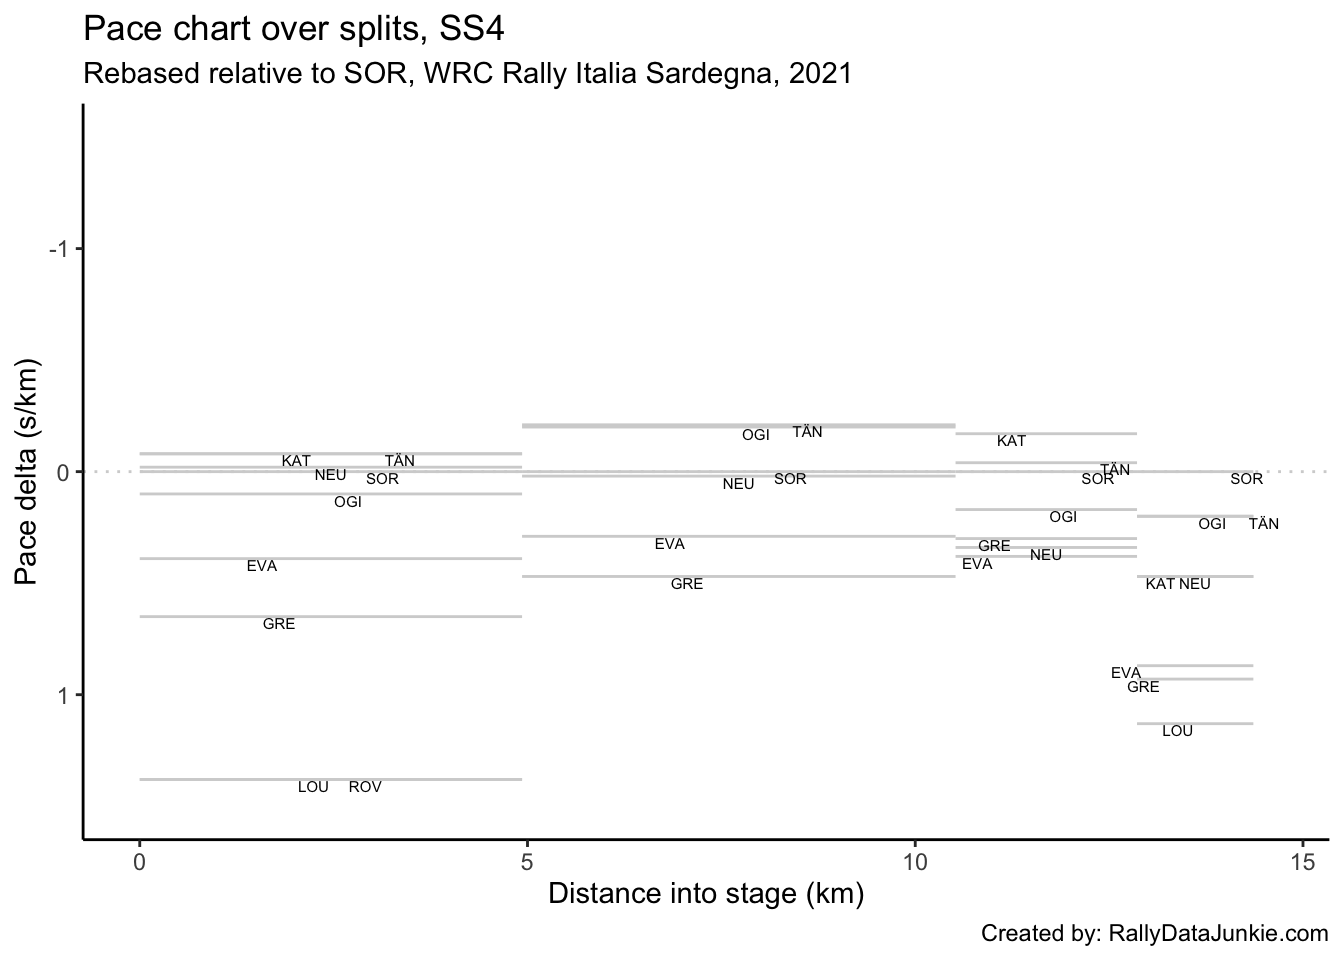 Pace chart over splits, SS4
Rebased relative to SOR, WRC Rally Italia Sardegna, 2021
Pace delta (s/km)
-1
0
1
OGI TÄN
KAT
KAT TÄN
NEU SOR
NEU SOR
TÄN
SOR SOR
OGI
OGI
OGI TÄN
EVA
EVA
GRE
NEU
EVA
GRE
KAT NEU
GRE
EVA
GRE
LOU
LOU ROV
0 5 10 15
Distance into stage (km)
Created by: RallyDataJunkie.com